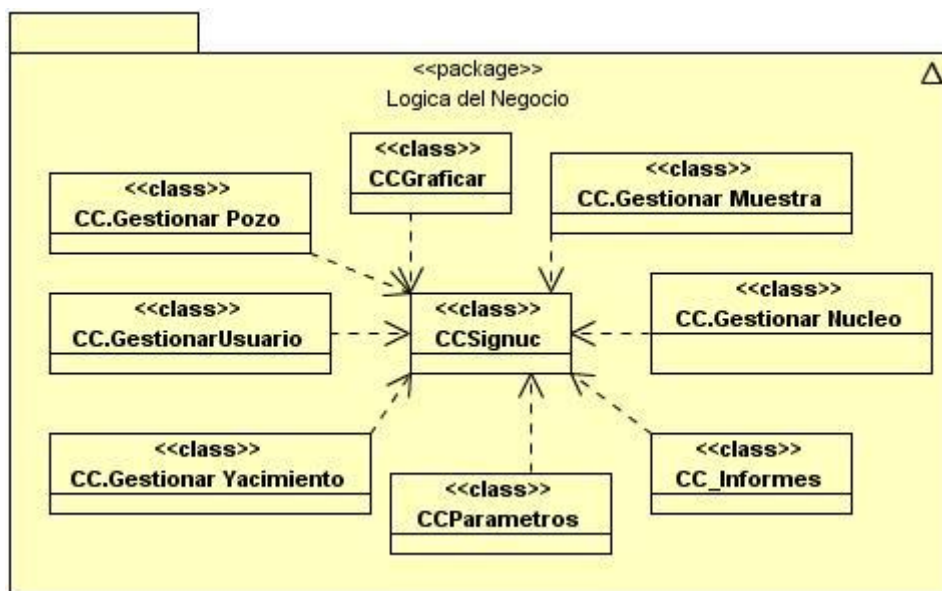 <<package>>
Logica del Negocio
<<class>>
CCGraficar
<<class>>
CC.Gestionar Muestra
<<class>>
CC.Gestionar Pozo
<<class>>
CC.GestionarUsuario
<<class>>
CCSignuc
<<class>>
CC.Gestionar Nucleo
<<class>>
CC.Gestionar Yacimiento
<<class>>
CCParametros
<<class>>
CC_Informes